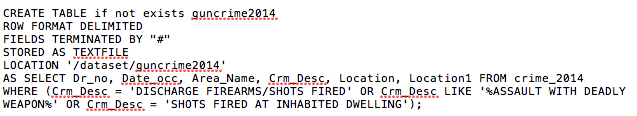 CREATE TABLE if not exists guncrime2014
ROW FORMAT DELIMITED
FIELDS TERMINATED BY "#"
STORED AS TEXTFILE
LOCATION '/dataset/guncrime2014'
AS SELECT Dr_no, Date_occ, Area_Name, Crm_Desc, Location, Location1 FROM crime_2014
WHERE (Crm_Desc = 'DISCHARGE FIREARMS/SHOTS FIRED' OR Crm_Desc LIKE '%ASSAULT WITH DEADLY
WEAPON%' OR Crm_Desc = 'SHOTS FIRED AT INHABITED DWELLING');